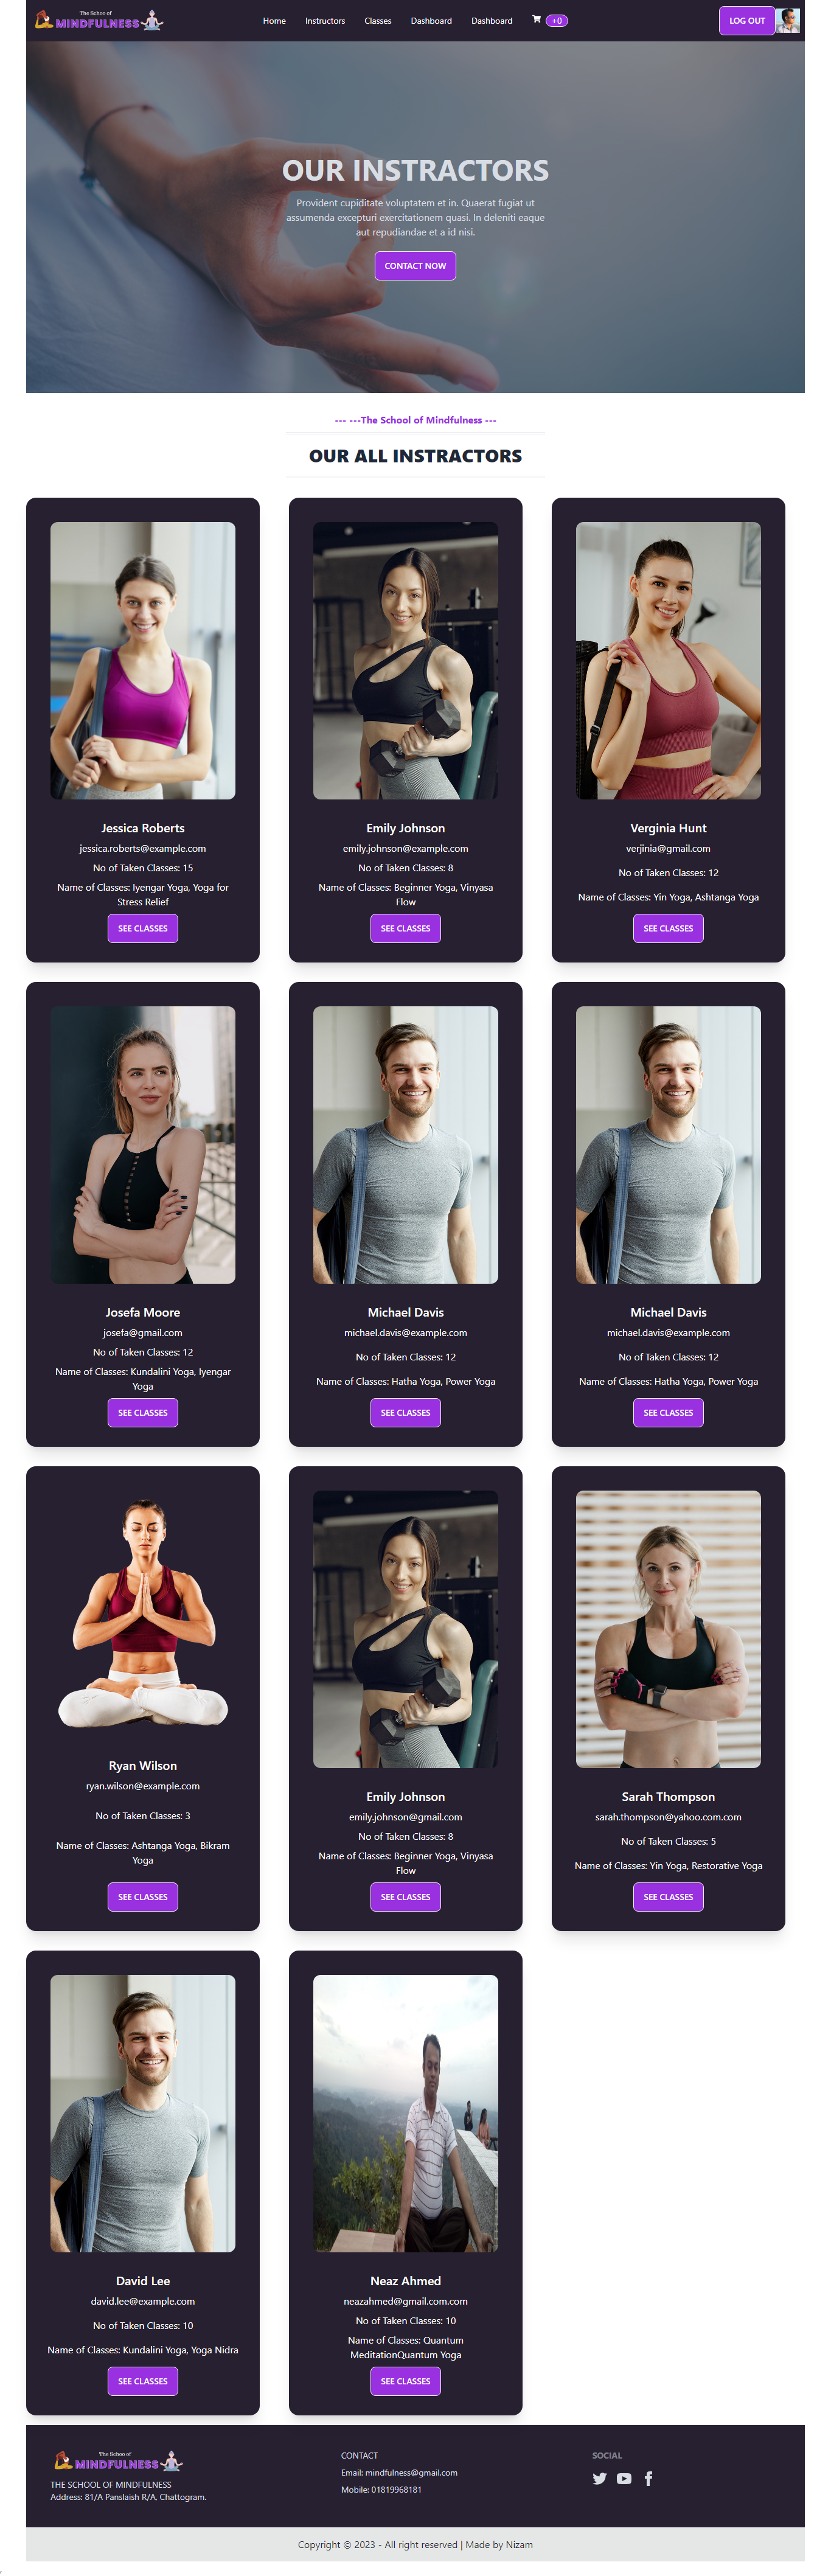 The Schoo of
MINDFULNESS
Home Instructors Classes Dashboard Dashboard +0 LOG OUT
OUR INSTRACTORS
Provident cupiditate voluptatem et in. Quaerat fugiat ut
assumenda excepturi exercitationem quasi. In deleniti eaque
aut repudiandae et a id nisi.
CONTACT NOW
--- ---The School of Mindfulness ---
OUR ALL INSTRACTORS
Jessica Roberts
jessica.roberts@example.com
No of Taken Classes: 15
Name of Classes: Iyengar Yoga, Yoga for
Stress Relief
SEE CLASSES
Emily Johnson
emily.johnson@example.com
No of Taken Classes: 8
Name of Classes: Beginner Yoga, Vinyasa
Flow
SEE CLASSES
Verginia Hunt
verjinia@gmail.com
No of Taken Classes: 12
Name of Classes: Yin Yoga, Ashtanga Yoga
SEE CLASSES
Josefa Moore
josefa@gmail.com
No of Taken Classes: 12
Name of Classes: Kundalini Yoga, Iyengar
Yoga
SEE CLASSES
Michael Davis
michael.davis@example.com
No of Taken Classes: 12
Name of Classes: Hatha Yoga, Power Yoga
SEE CLASSES
Michael Davis
michael.davis@example.com
No of Taken Classes: 12
Name of Classes: Hatha Yoga, Power Yoga
SEE CLASSES
Ryan Wilson
ryan.wilson@example.com
No of Taken Classes: 3
Name of Classes: Ashtanga Yoga, Bikram
Yoga
SEE CLASSES
Emily Johnson
emily.johnson@gmail.com
No of Taken Classes: 8
Name of Classes: Beginner Yoga, Vinyasa
Flow
SEE CLASSES
Sarah Thompson
sarah.thompson@yahoo.com.com
No of Taken Classes: 5
Name of Classes: Yin Yoga, Restorative Yoga
SEE CLASSES
David Lee
david.lee@example.com
No of Taken Classes: 10
Name of Classes: Kundalini Yoga, Yoga Nidra
SEE CLASSES
Neaz Ahmed
neazahmed@gmail.com.com
No of Taken Classes: 10
Name of Classes: Quantum
MeditationQuantum Yoga
SEE CLASSES
The Schoo of
MINDFULNESS
THE SCHOOL OF MINDFULNESS
Address: 81/A Panslaish R/A, Chattogram.
CONTACT
Email: mindfulness@gmail.com
Mobile: 01819968181
SOCIAL
Copyright © 2023 - All right reserved | Made by Nizam